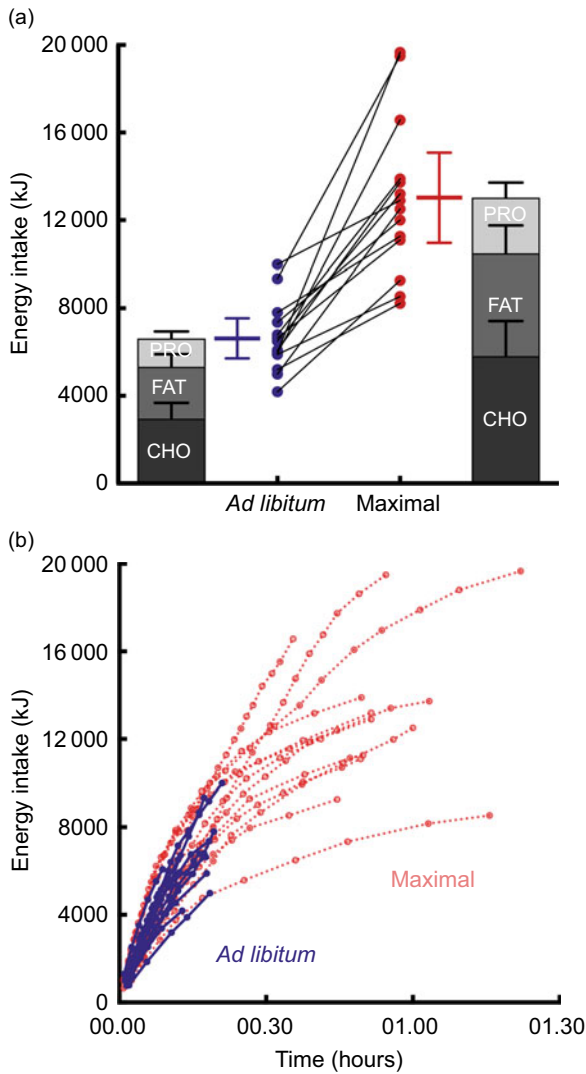 (a)
Energy intake (kJ)
20 000
16 000
12 000
8000
4000
0
PRO
FAT
CHO
PRO
FAT
CHO
Ad libitum
Maximal
(b)
Energy intake (kJ)
20 000
16 000
12 000
8000
4000
0
Maximal
Ad libitum
00.00
00:30
01:00
01:30
Time (hours)